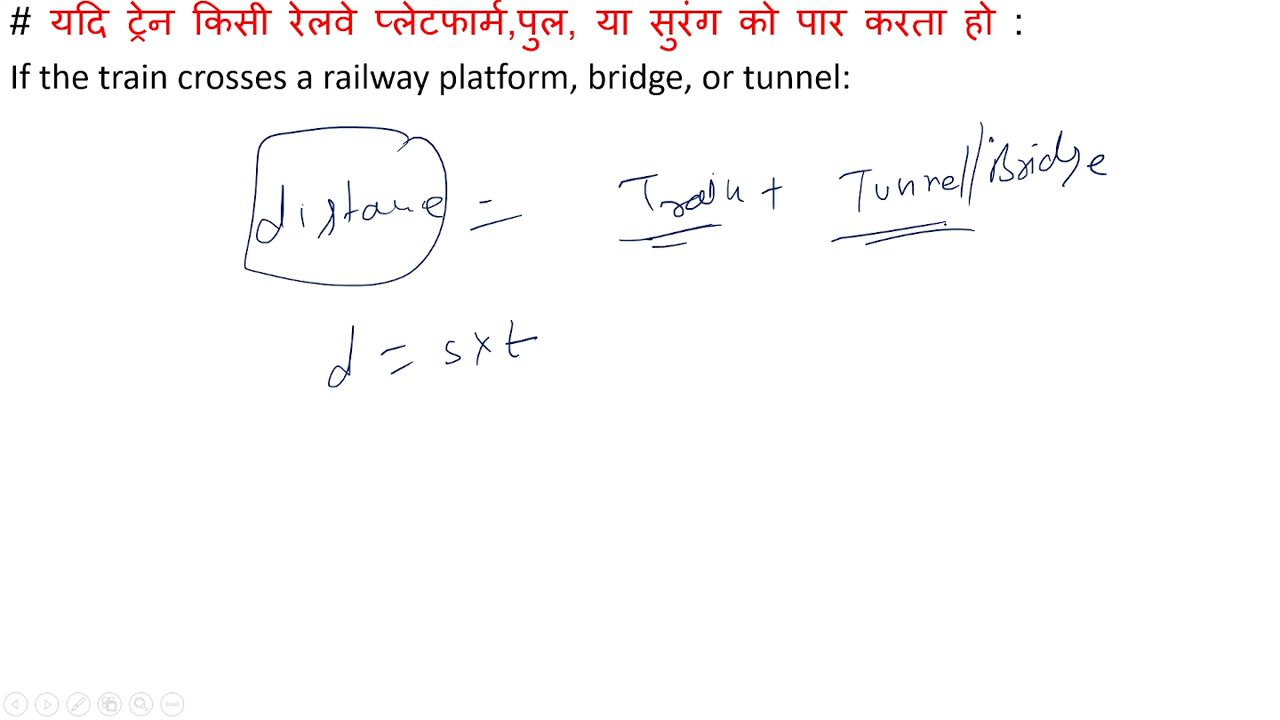 # यदि ट्रेन किसी रेलवे प्लेटफार्म,पुल, या सुरंग को पार करता हो :
If the train crosses a railway platform, bridge, or tunnel:
distance = Train + Tunnel/Bridge
d = s×t